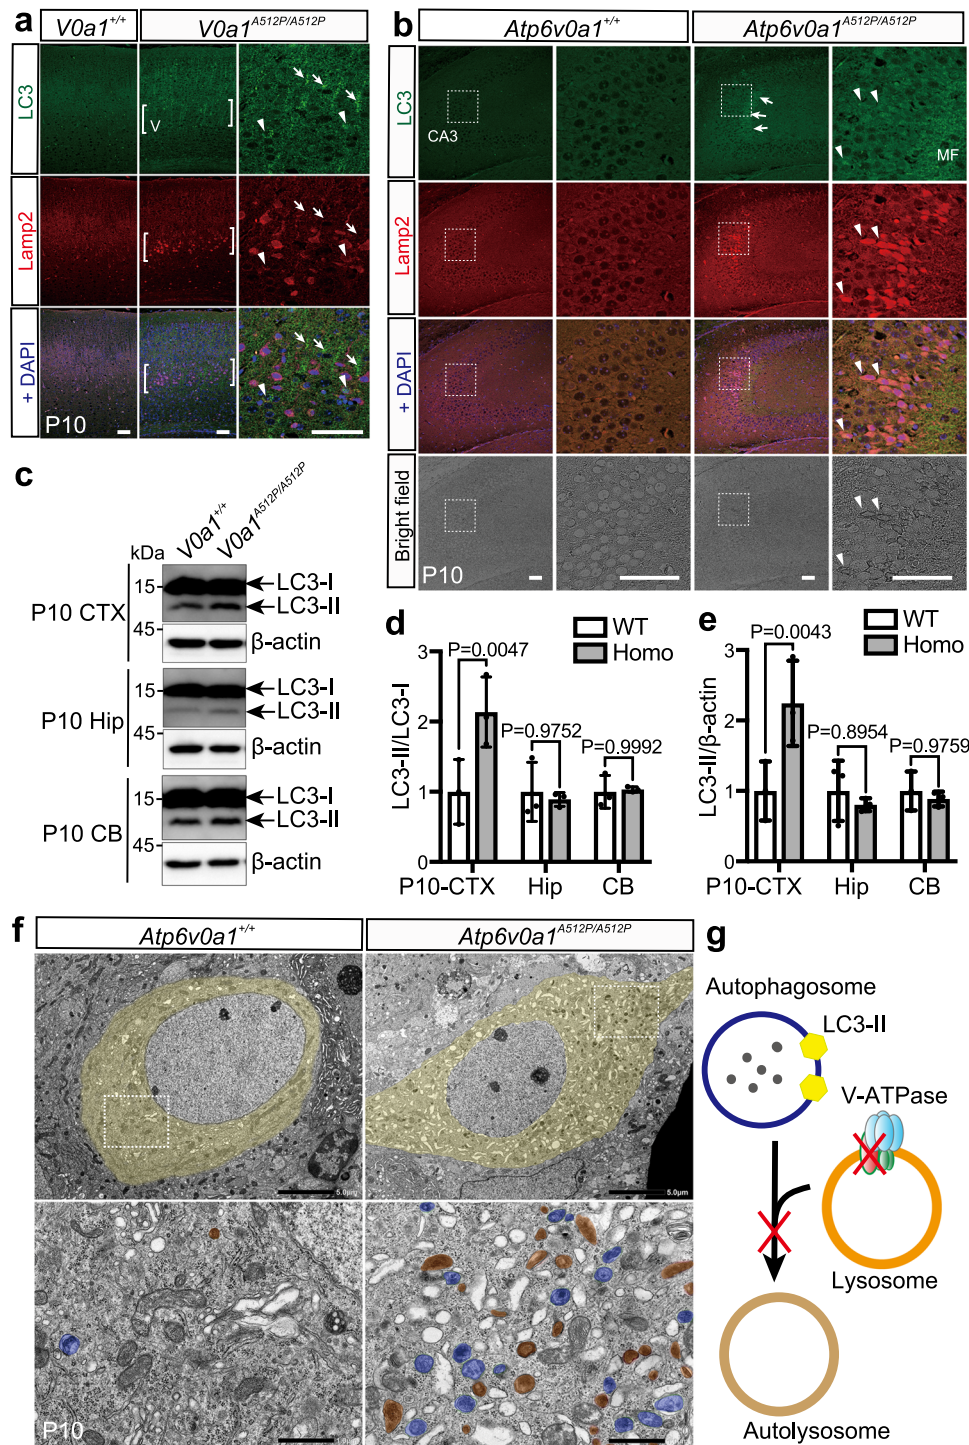 a
V0a1+/+
V0a1A512P/A512P
LC3
V
Lamp2
+ DAPI
P10
b
Atp6v0a1+/+
Atp6v0a1A512P/A512P
LC3
CA3
MF
Lamp2
+ DAPI
Bright field
P10
c
V0a1+/+
V0a1A512P/A512P
kDa
P10 CTX
15
LC3-I
LC3-II
45
β-actin
P10 Hip
15
LC3-I
LC3-II
45
β-actin
P10 CB
15
LC3-I
LC3-II
45
β-actin
d
WT
Homo
P=0.0047
P=0.9752
P=0.9992
LC3-II/LC3-I
3
2
1
0
P10-CTX Hip CB
e
WT
Homo
P=0.0043
P=0.8954
P=0.9759
LC3-II/β-actin
3
2
1
0
P10-CTX Hip CB
f
Atp6v0a1+/+
Atp6v0a1A512P/A512P
5.0μm
5.0μm
P10
g
Autophagosome
LC3-II
V-ATPase
Lysosome
Autolysosome